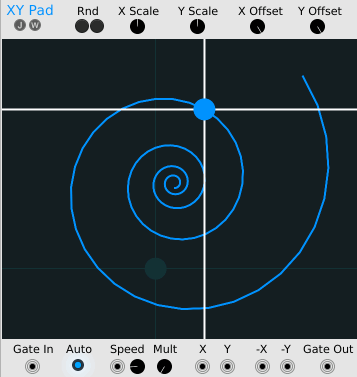 XY Pad Rnd X Scale Y Scale X Offset Y Offset
J W
Gate In Auto Speed Mult X Y -X -Y Gate Out